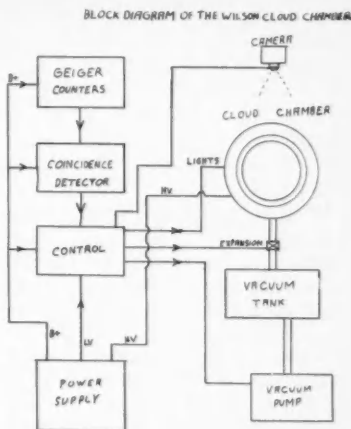 BLOCK DIAGRAM OF THE WILSON CLOUD CHAMBER
CAMERA
B+
GEIGER
COUNTERS
CLOUD CHAMBER
COINCIDENCE
DETECTOR
LIGHTS
HV
CONTROL
EXPANSION
VACUUM
TANK
B+
LV
HV
POWER
SUPPLY
VACUUM
PUMP